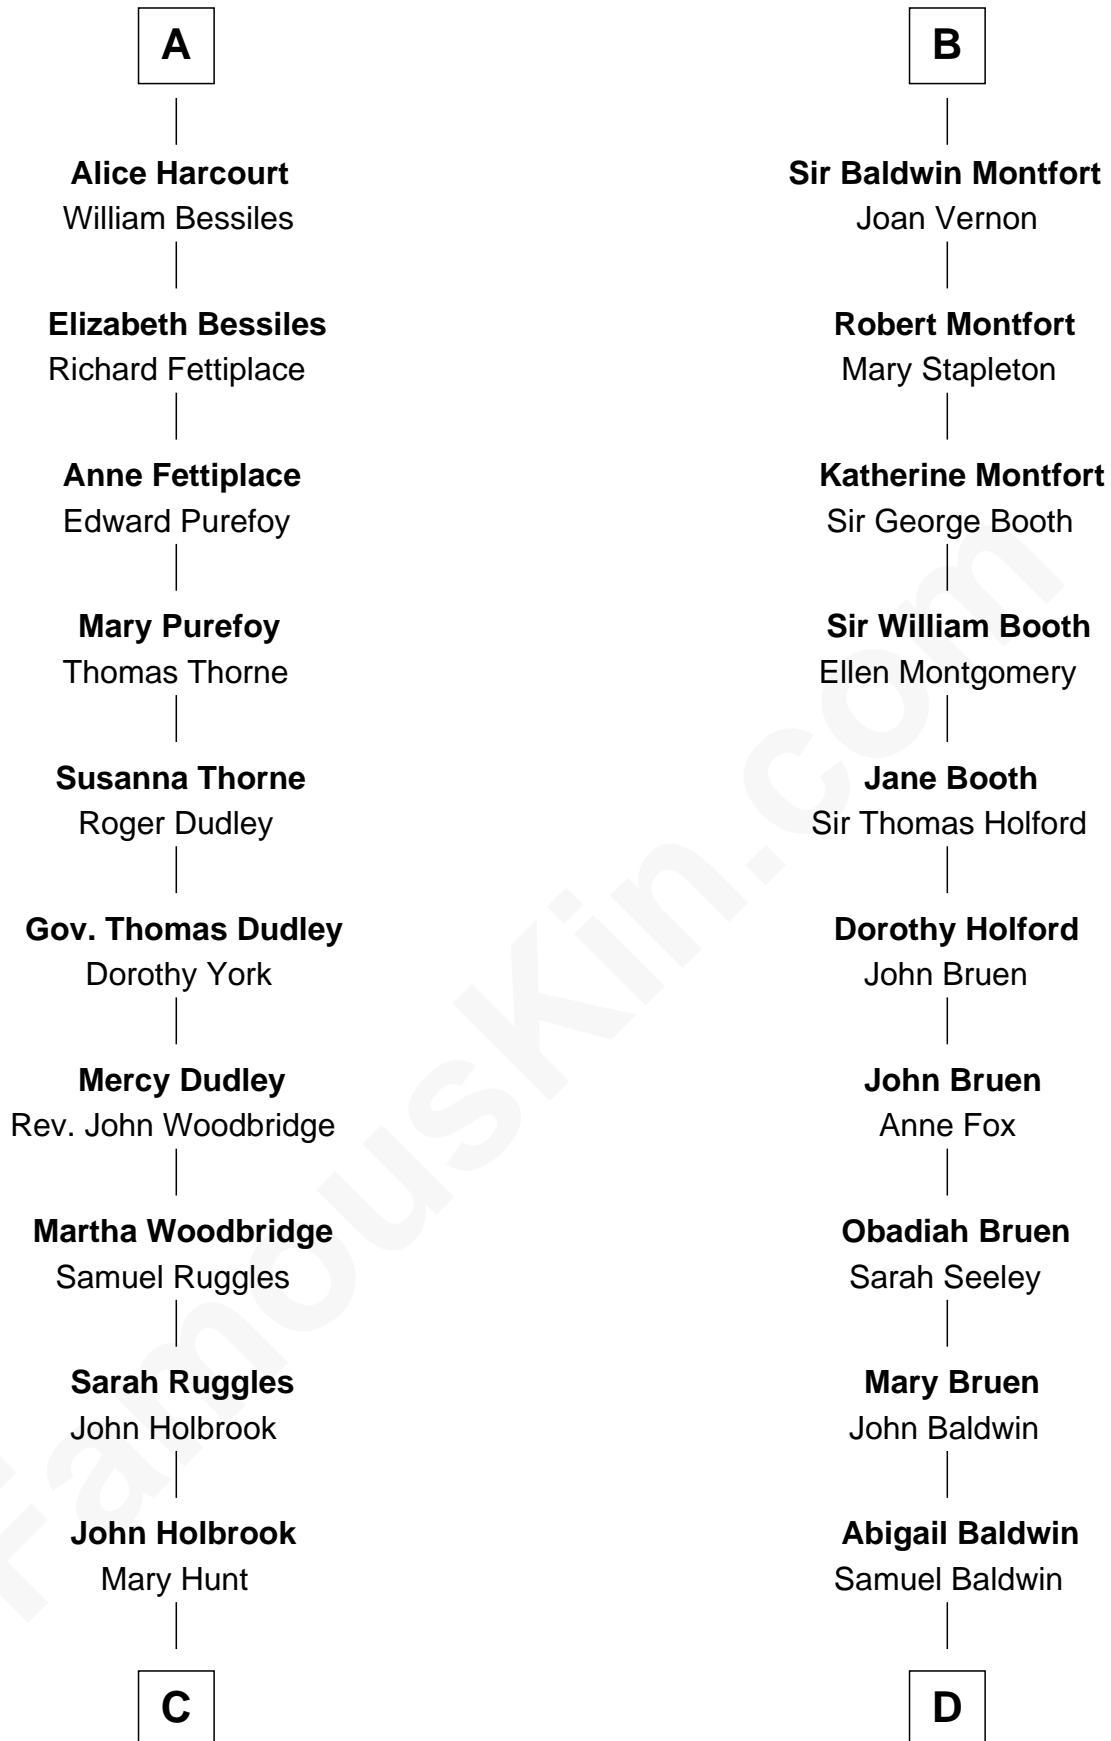 A
Alice Harcourt
William Bessiles
Elizabeth Bessiles
Richard Fettiplace
Anne Fettiplace
Edward Purefoy
Mary Purefoy
Thomas Thorne
Susanna Thorne
Roger Dudley
Gov. Thomas Dudley
Dorothy York
Mercy Dudley
Rev. John Woodbridge
Martha Woodbridge
Samuel Ruggles
Sarah Ruggles
John Holbrook
John Holbrook
Mary Hunt
C
B
Sir Baldwin Montfort
Joan Vernon
Robert Montfort
Mary Stapleton
Katherine Montfort
Sir George Booth
Sir William Booth
Ellen Montgomery
Jane Booth
Sir Thomas Holford
Dorothy Holford
John Bruen
John Bruen
Anne Fox
Obadiah Bruen
Sarah Seeley
Mary Bruen
John Baldwin
Abigail Baldwin
Samuel Baldwin
D
FamousKin.com